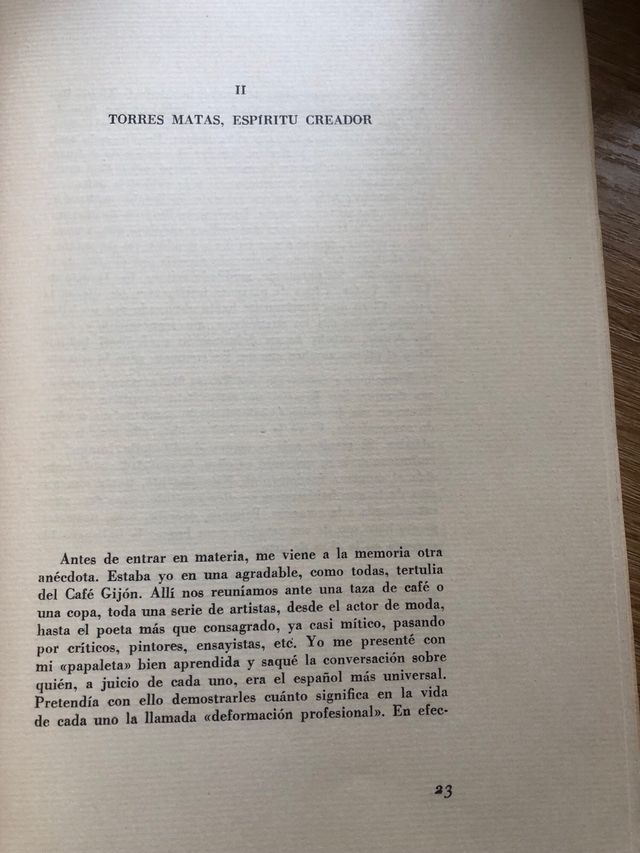 II
TORRES MATAS, ESPÍRITU CREADOR
Antes de entrar en materia, me viene a la memoria otra
anécdota. Estaba yo en una agradable, como todas, tertulia
del Café Gijón. Allí nos reuníamos ante una taza de café o
una copa, toda una serie de artistas, desde el actor de moda,
hasta el poeta más que consagrado, ya casi mítico, pasando
por críticos, pintores, ensayistas, etc. Yo me presenté con
mi «papaleta» bien aprendida y saqué la conversación sobre
quién, a juicio de cada uno, era el español más universal.
Pretendía con ello demostrarles cuánto significa en la vida
de cada uno la llamada «deformación profesional». En efec-
23